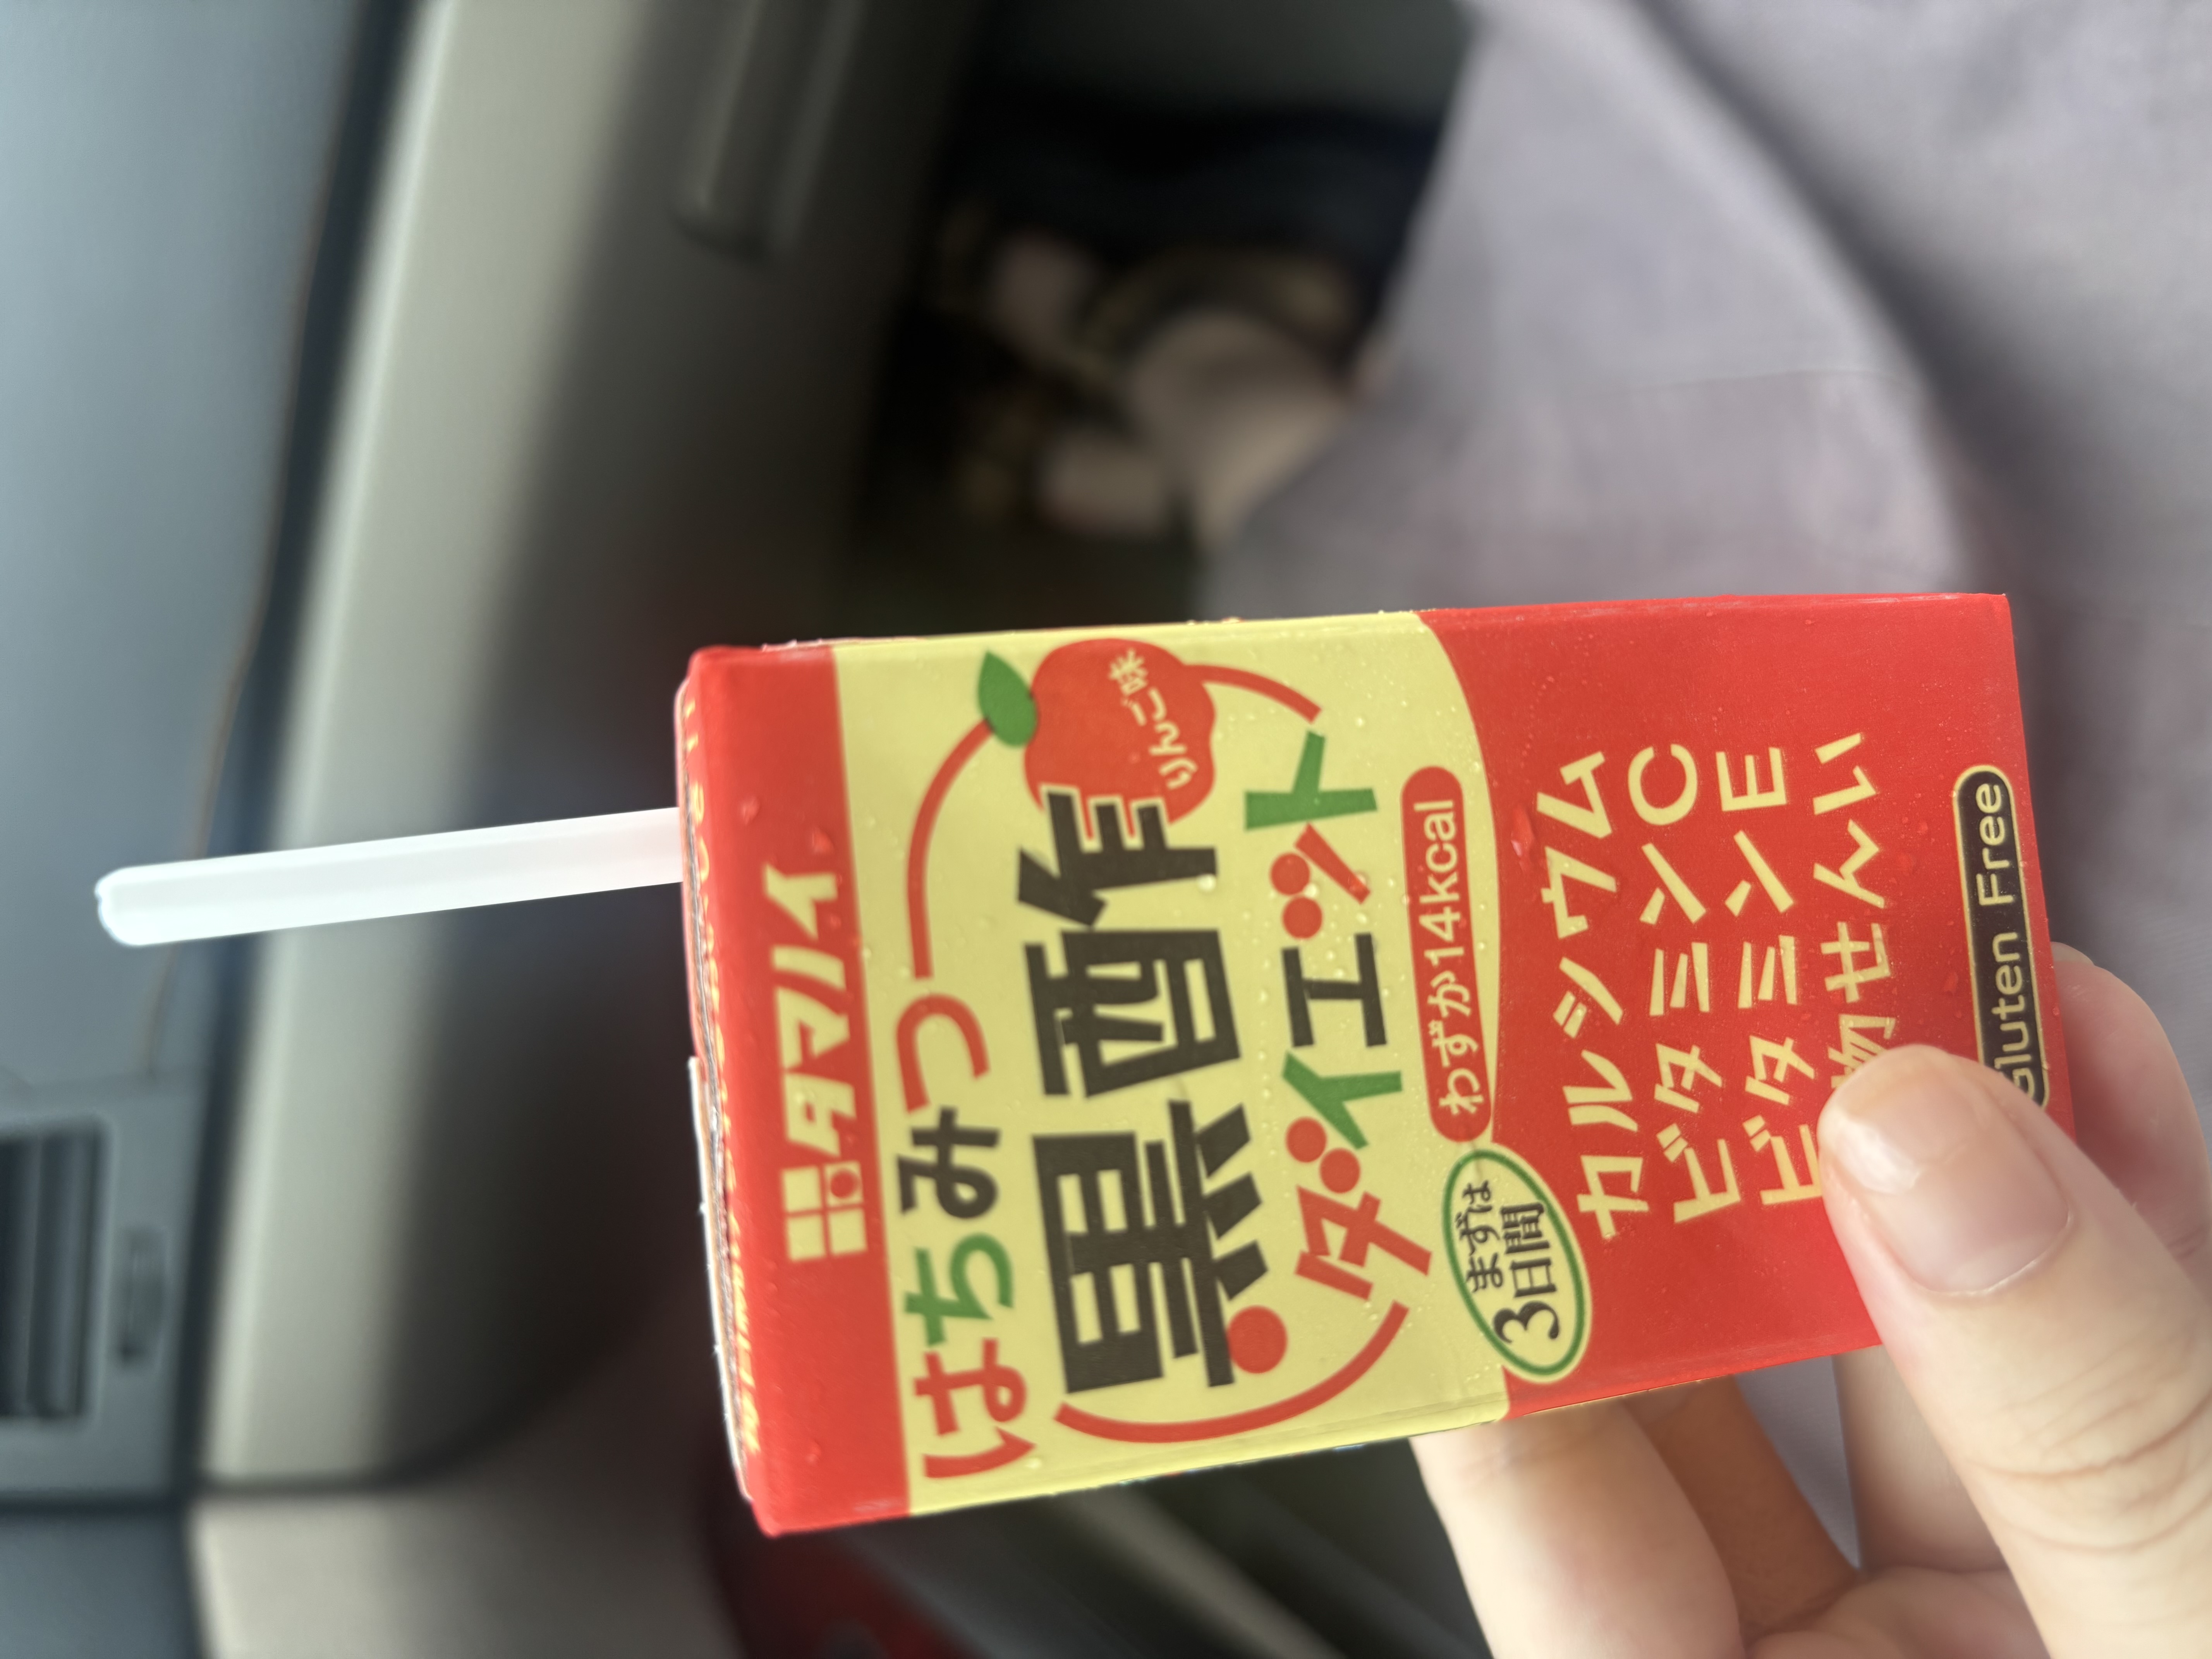 タマノイ
はちみつ
黒酢
りんご味
ダイエット
わずか14kcal
まずは
3日間
カルシウム
ビタミンC
ビタミンE
物せんい
Gluten Free